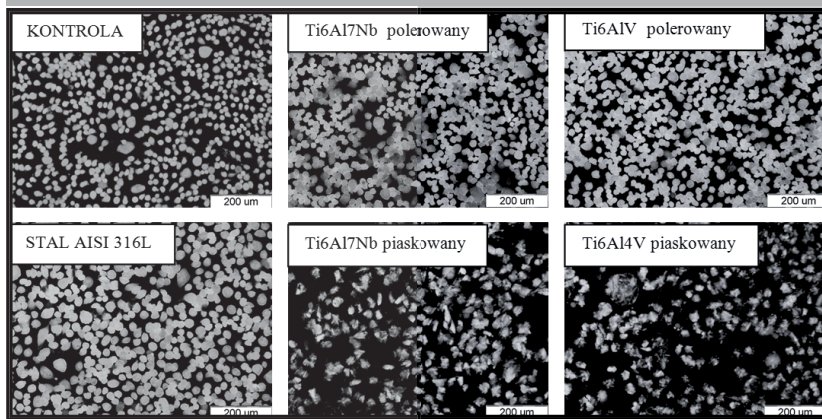 KONTROLA
Ti6Al7Nb polerowany
Ti6AlV polerowany
200 um
200 um
200 um
STAL AISI 316L
Ti6Al7Nb piaskowany
Ti6Al4V piaskowany
200 um
200 um
200 um